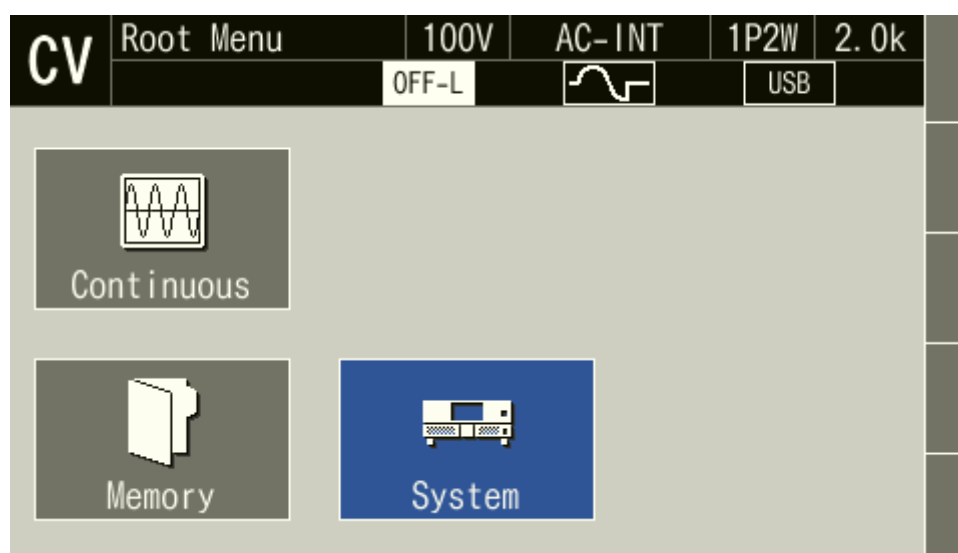 CV Root Menu 100V AC-INT 1P2W 2.0k
OFF-L USB
Continuous
Memory System